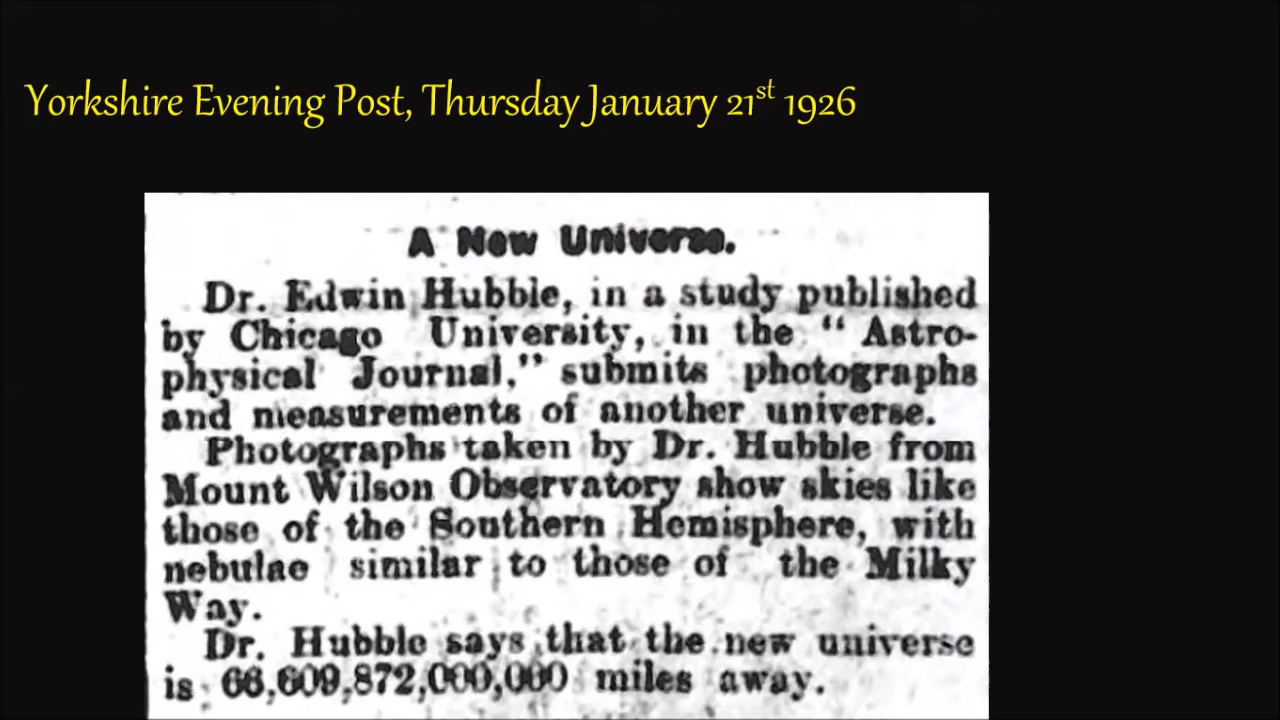 Yorkshire Evening Post, Thursday January 21st 1926
A New Universe.
Dr. Edwin Hubble, in a study published
by Chicago University, in the “ Astro-
physical Journal,” submits photographs
and measurements of another universe.
Photographs taken by Dr. Hubble from
Mount Wilson Observatory show skies like
those of the Southern Hemisphere, with
nebulae similar to those of the Milky
Way.
Dr. Hubble says that the new universe
is 66,609,872,000,000 miles away.